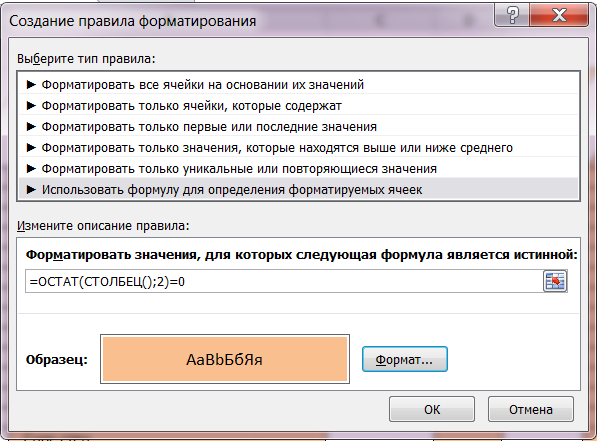 Создание правила форматирования
Выберите тип правила:
► Форматировать все ячейки на основании их значений
► Форматировать только ячейки, которые содержат
► Форматировать только первые или последние значения
► Форматировать только значения, которые находятся выше или ниже среднего
► Форматировать только уникальные или повторяющиеся значения
► Использовать формулу для определения форматируемых ячеек
Измените описание правила:
Форматировать значения, для которых следующая формула является истинной:
=ОСТАТ(СТОЛБЕЦ();2)=0
Образец:
АаВbБбЯя
Формат...
ОК
Отмена